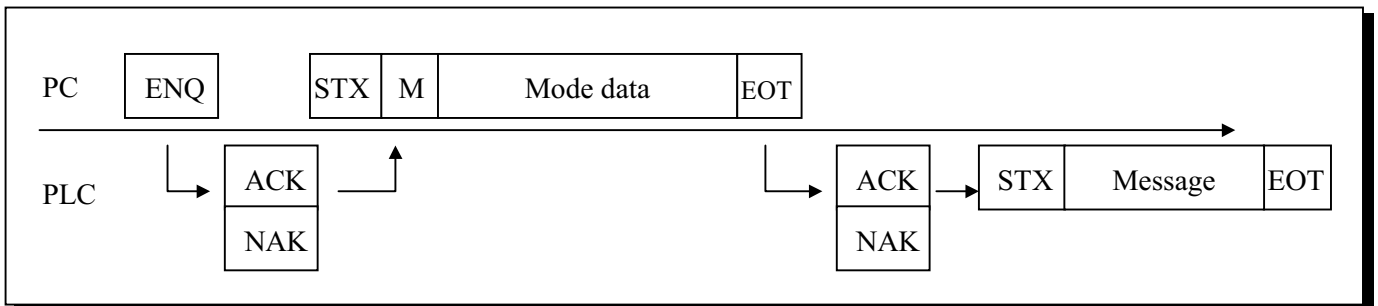 PC ENQ STX M Mode data EOT
PLC ACK ACK STX Message EOT
NAK NAK